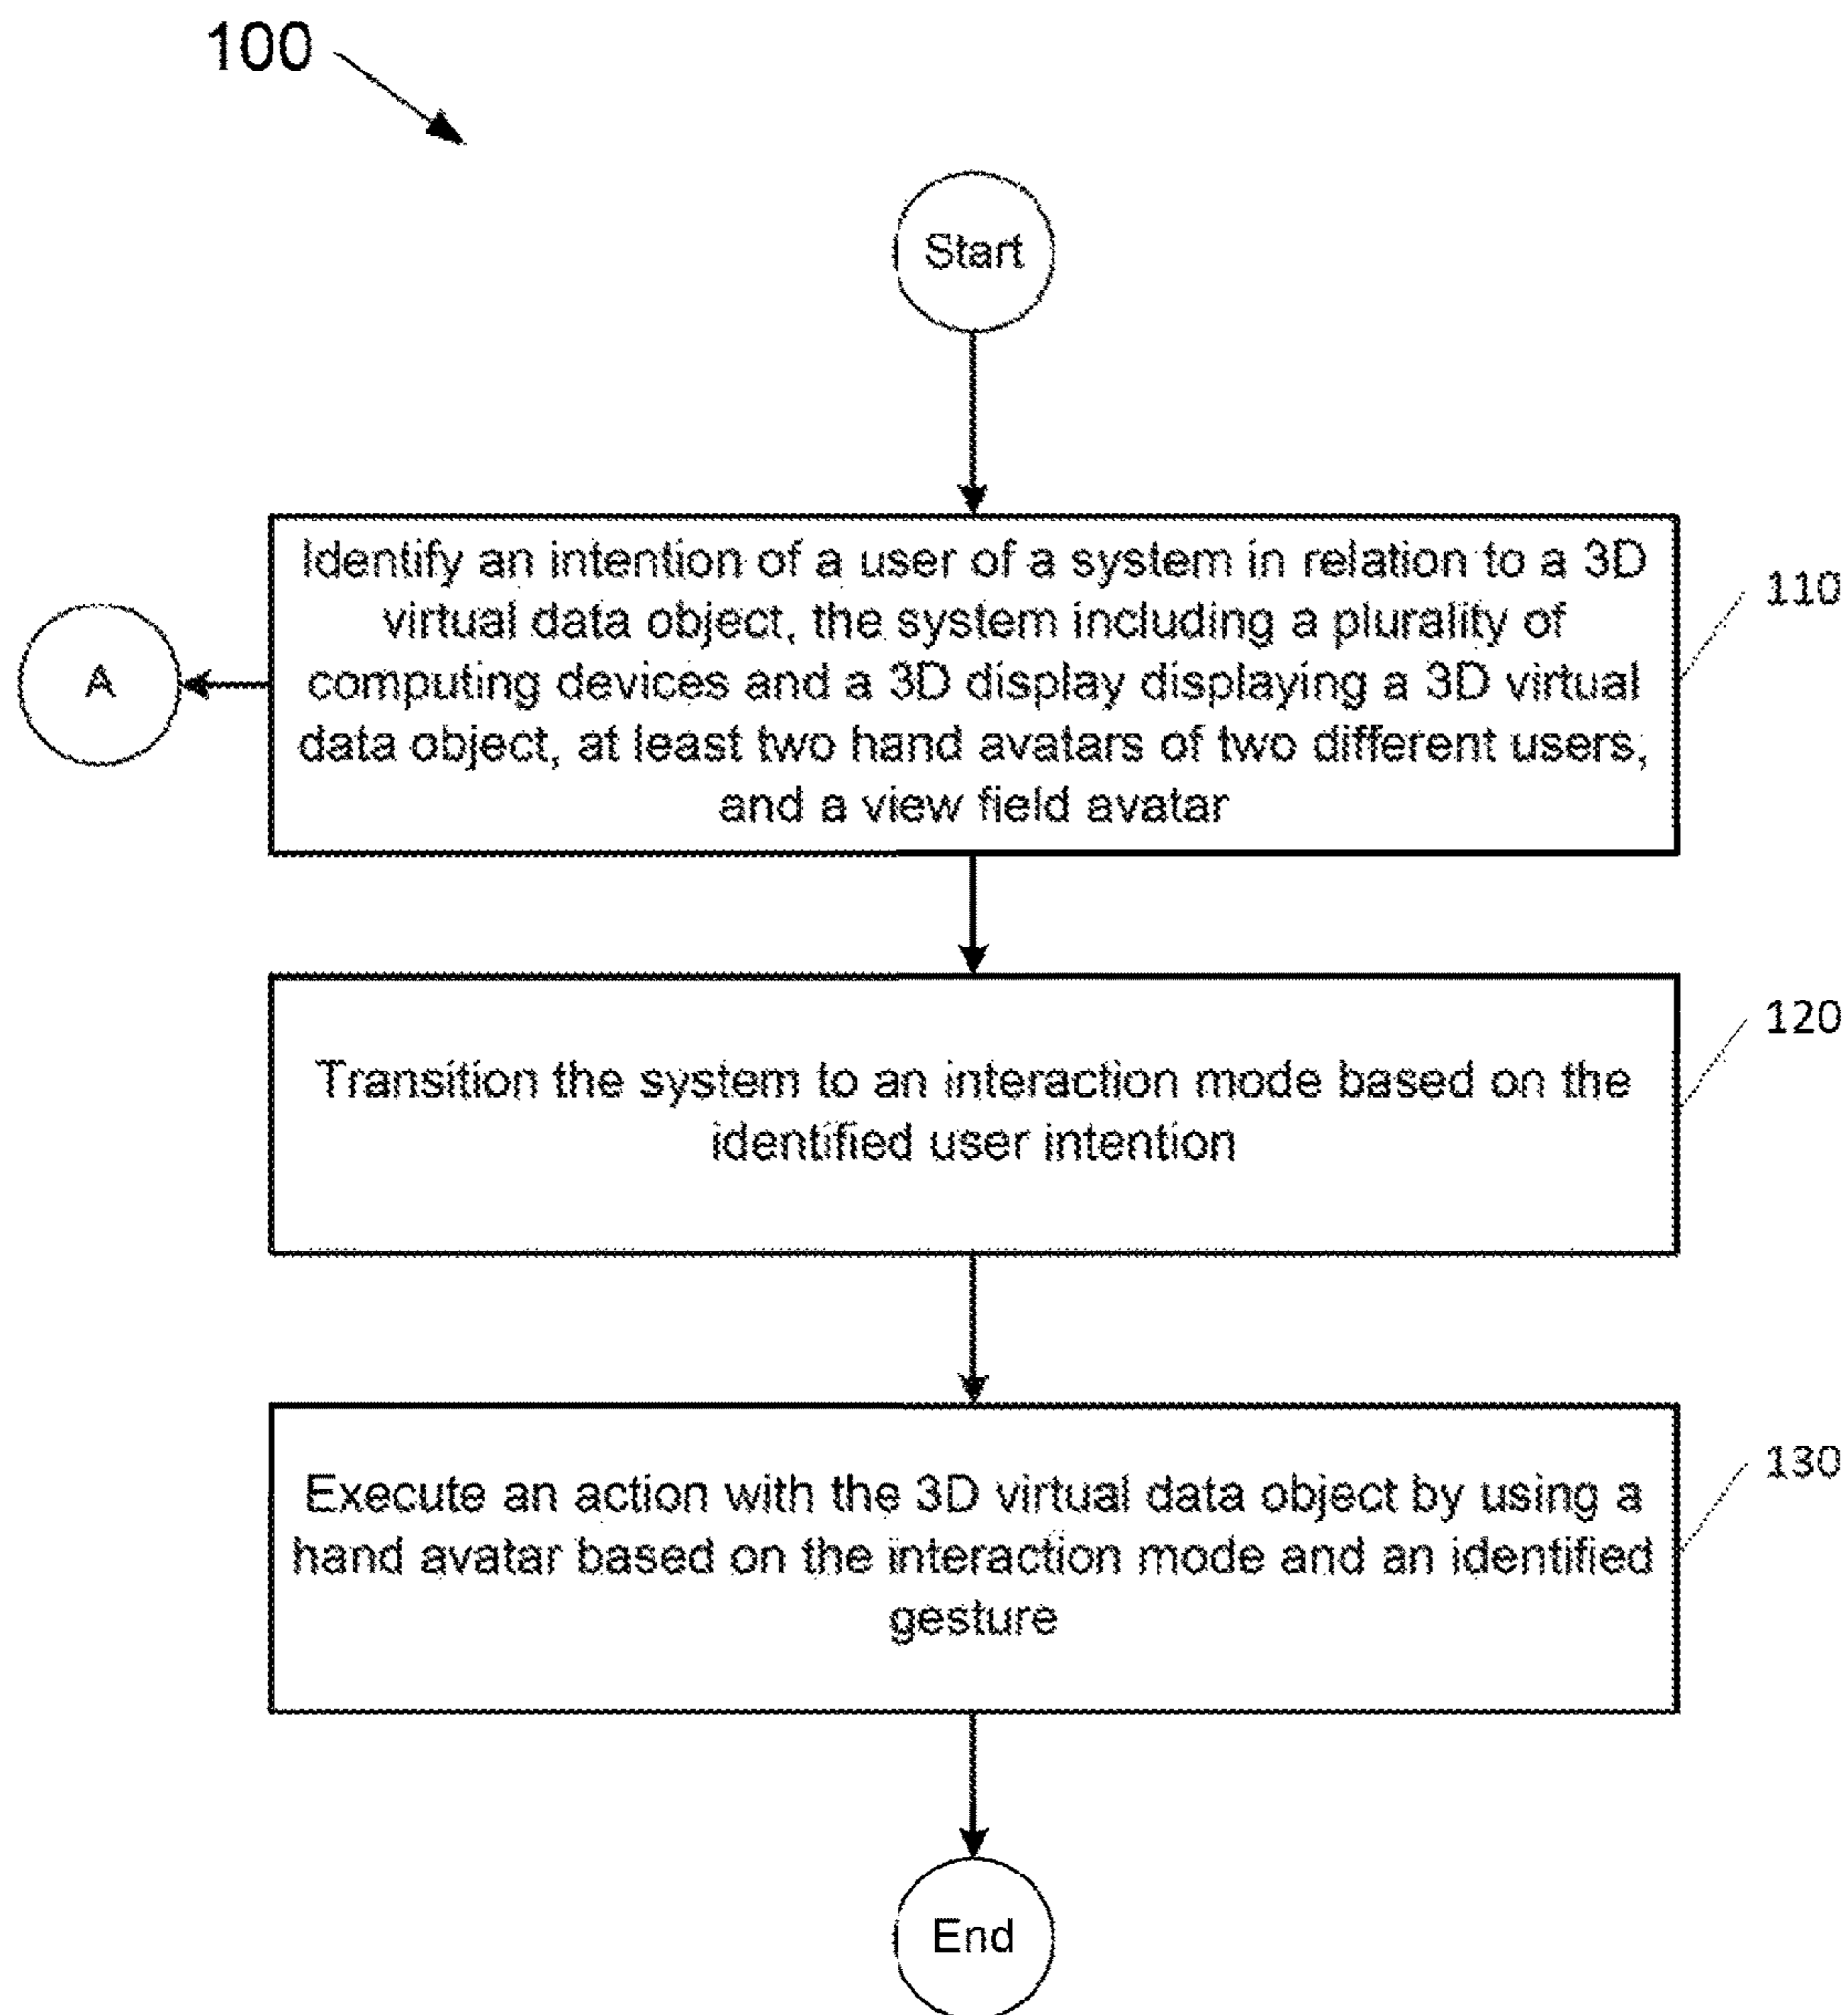 100
Start
Identify an intention of a user of a system in relation to a 3D
virtual data object, the system including a plurality of
computing devices and a 3D display displaying a 3D virtual
data object, at least two hand avatars of two different users,
and a view field avatar
110
A
Transition the system to an interaction mode based on the
identified user intention
120
Execute an action with the 3D virtual data object by using a
hand avatar based on the interaction mode and an identified
gesture
130
End